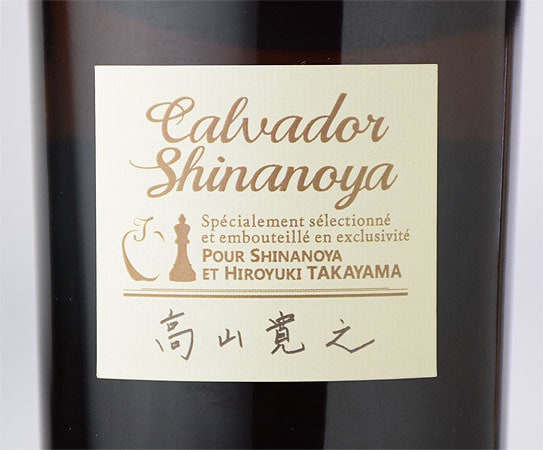 Calvador
Shinanoya
Spécialement sélectionné
et embouteillé en exclusivité
POUR SHINANOYA
ET HIROYUKI TAKAYAMA
高山寛之